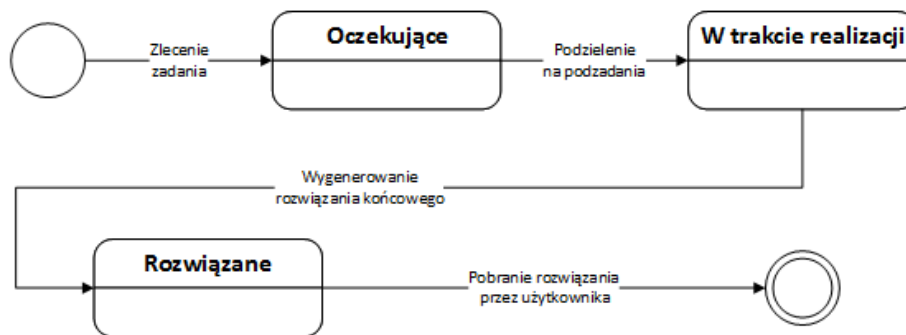 Zlecenie
zadania
Oczekujące
Podzielenie
na podzadania
W trakcie realizacji
Wygenerowanie
rozwiązania końcowego
Rozwiązane
Pobranie rozwiązania
przez użytkownika